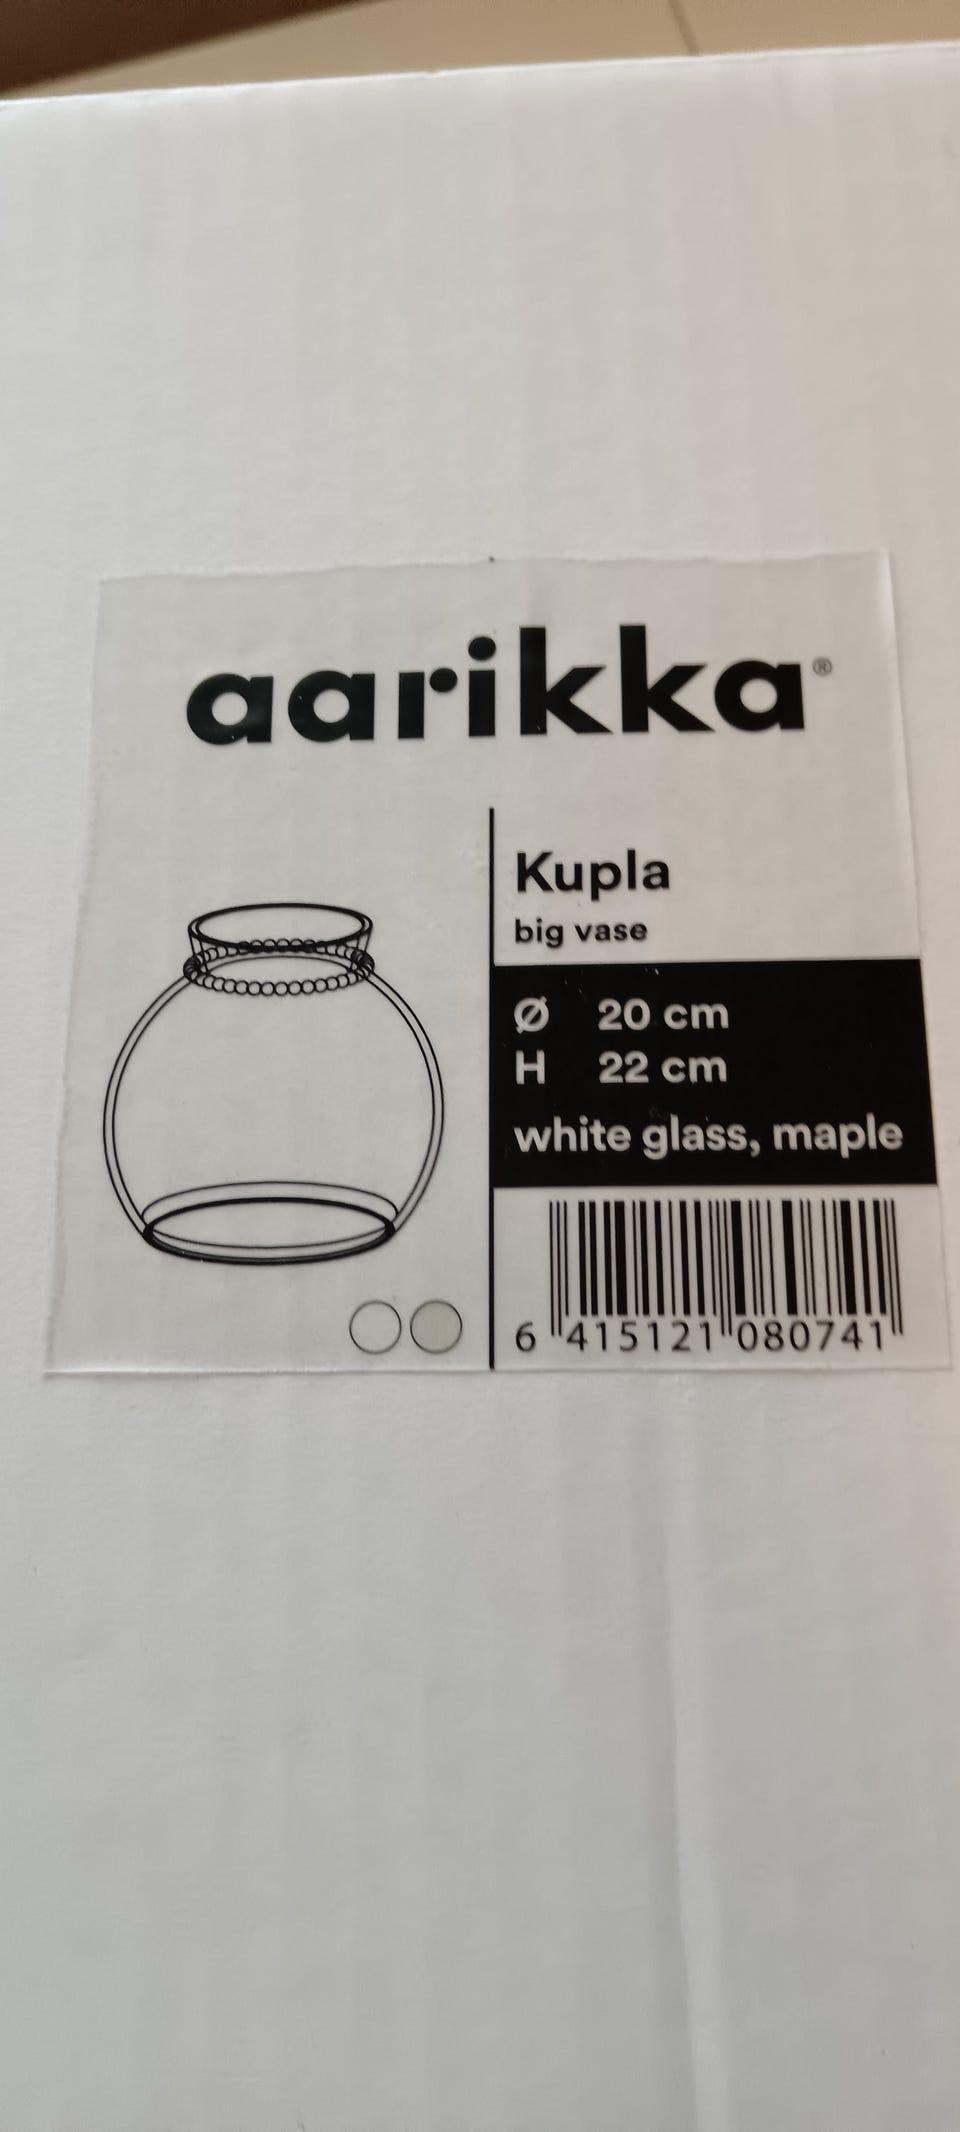 aarikka®
Kupla
big vase
Ø 20 cm
H 22 cm
white glass, maple
6 415121 080741